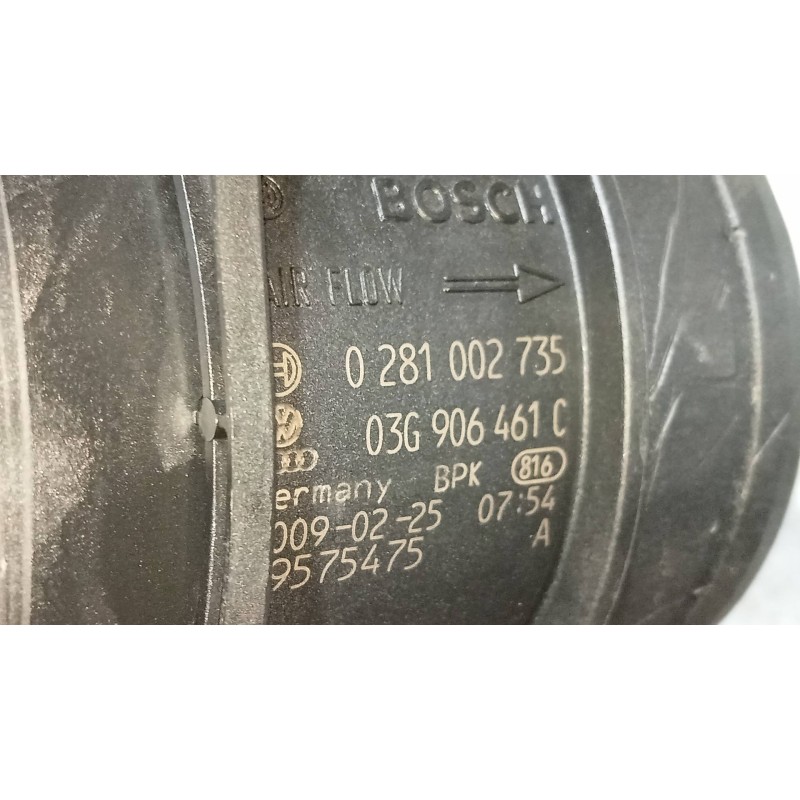 BOSCH
AIR FLOW
0 281 002 735
03G 906 461 C
ermany BPK 816
009-02-25 07:54
9575475 A